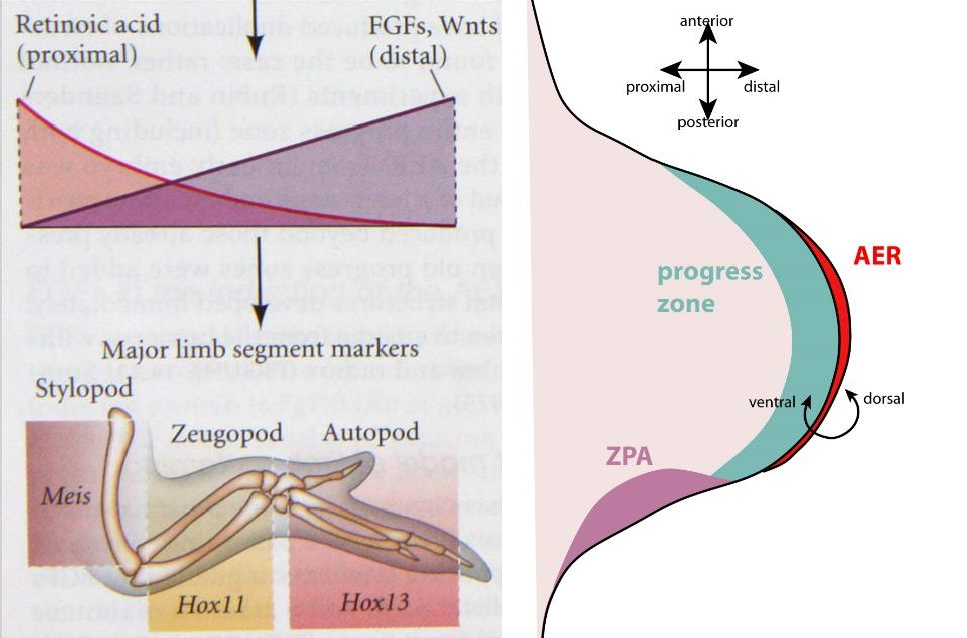 Retinoic acid
(proximal)
FGFs, Wnts
(distal)
Major limb segment markers
Stylopod
Zeugopod
Autopod
Meis
Hox11
Hox13
anterior
proximal
distal
posterior
AER
progress
zone
ventral
dorsal
ZPA